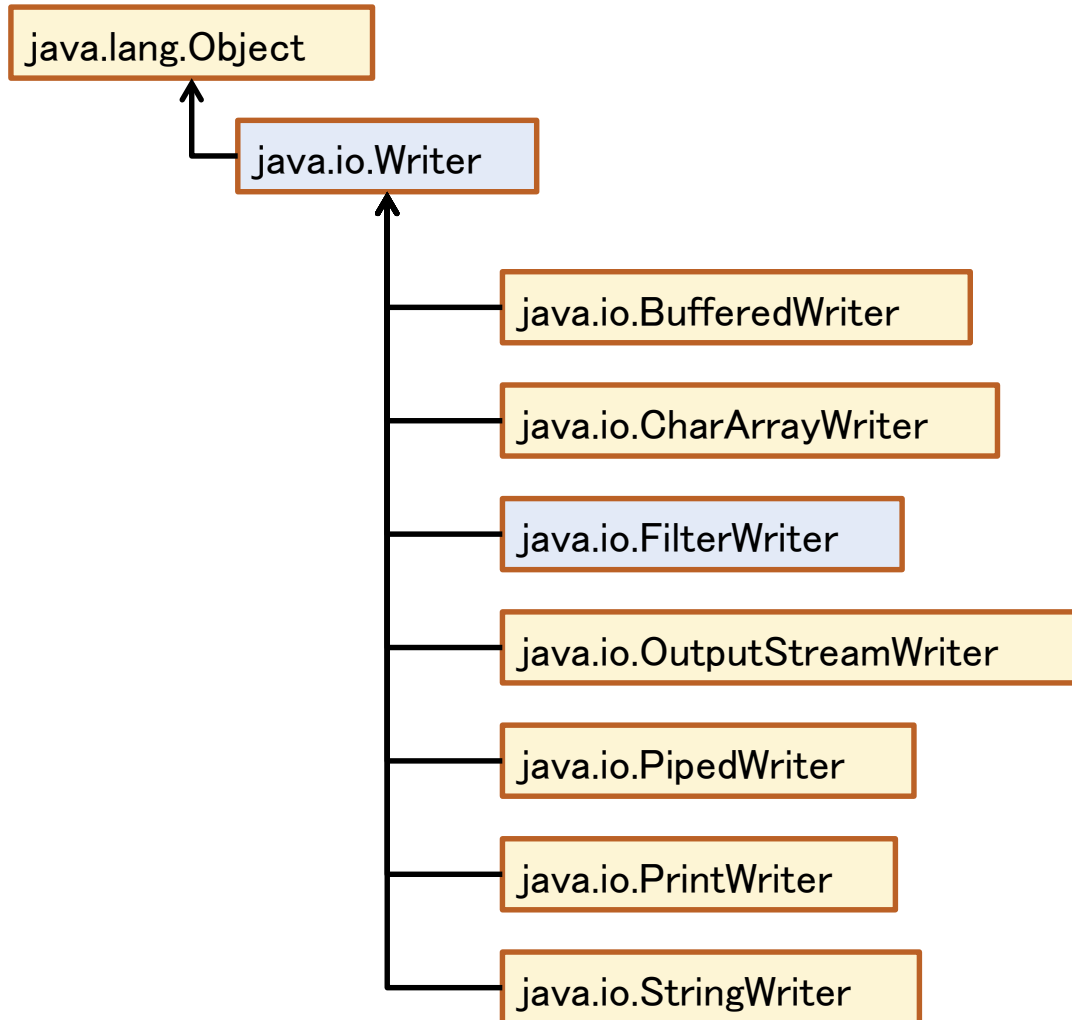 java.lang.Object
java.io.Writer
java.io.BufferedWriter
java.io.CharArrayWriter
java.io.FilterWriter
java.io.OutputStreamWriter
java.io.PipedWriter
java.io.PrintWriter
java.io.StringWriter